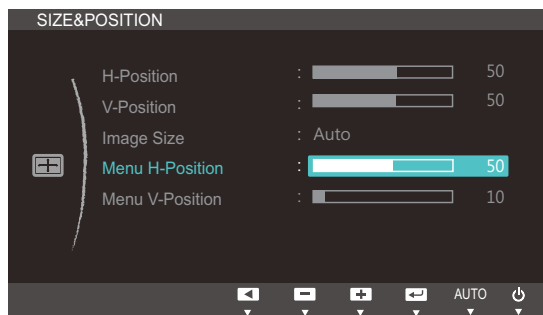 SIZE&POSITION
H-Position : 50
V-Position : 50
Image Size : Auto
Menu H-Position : 50
Menu V-Position : 10
AUTO